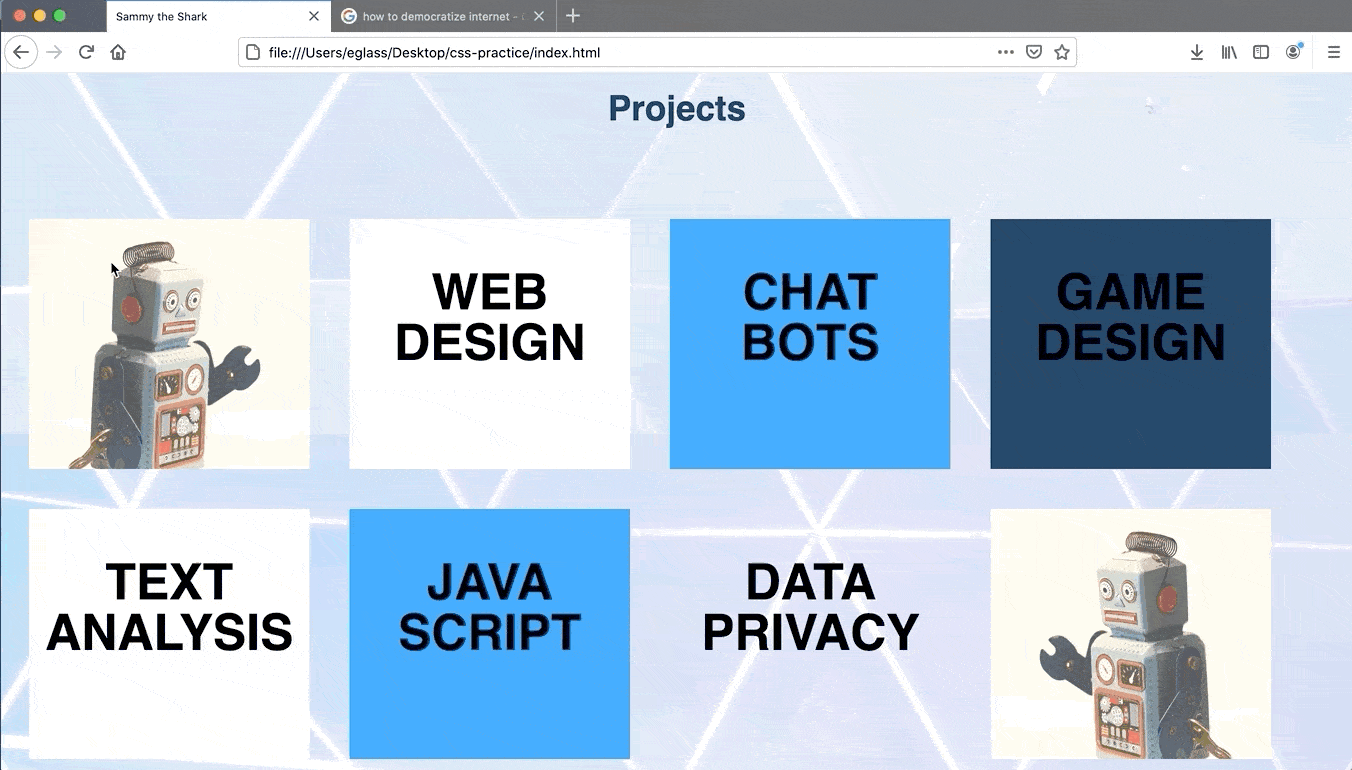 Sammy the Shark
how to democratize internet -
file:///Users/eglass/Desktop/css-practice/index.html
Projects
WEB
DESIGN
CHAT
BOTS
GAME
DESIGN
TEXT
ANALYSIS
JAVA
SCRIPT
DATA
PRIVACY